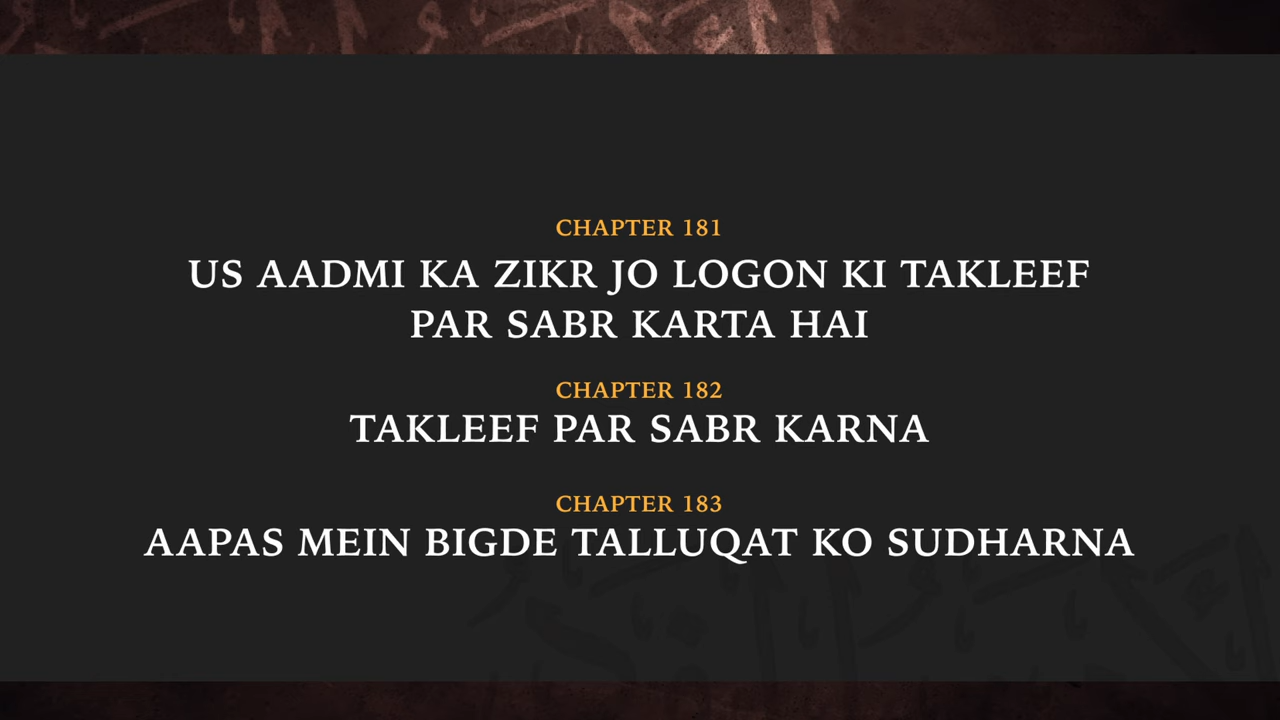 CHAPTER 181
US AADMI KA ZIKR JO LOGON KI TAKLEEF
PAR SABR KARTA HAI
CHAPTER 182
TAKLEEF PAR SABR KARNA
CHAPTER 183
AAPAS MEIN BIGDE TALLUQAT KO SUDHARNA